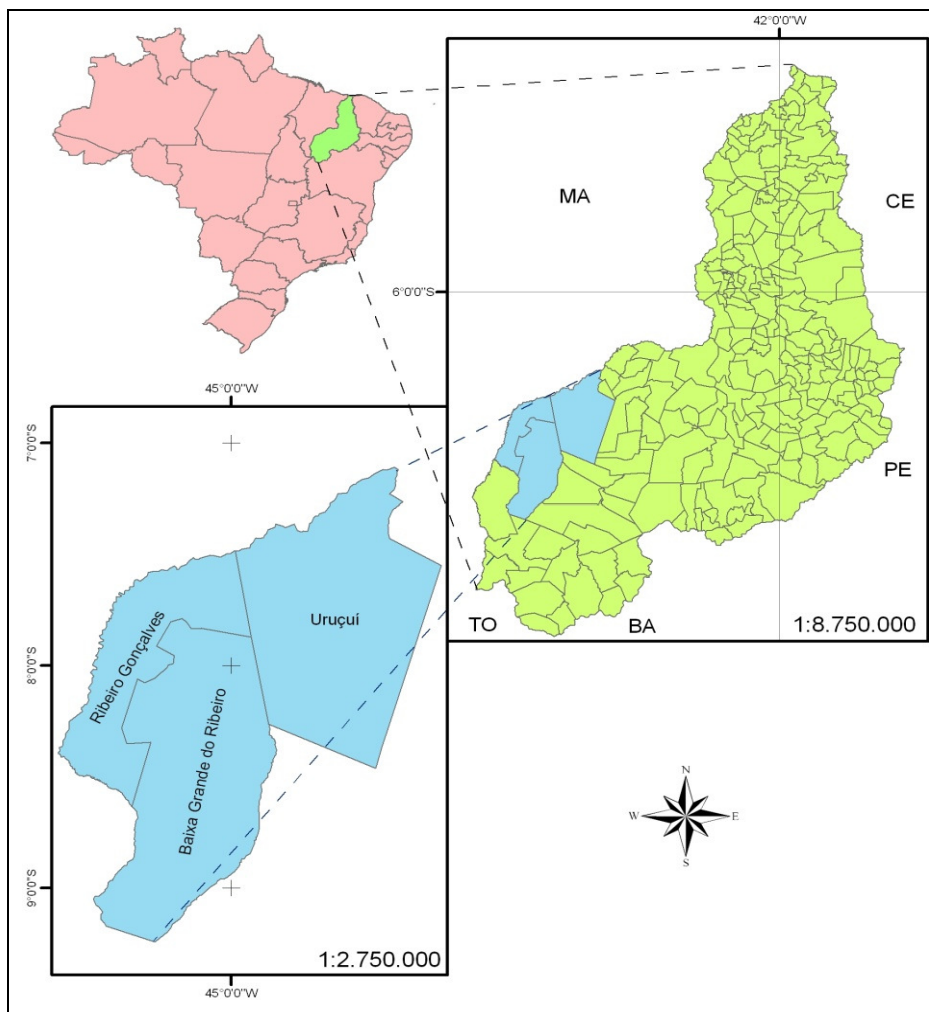 42°0'0"W
MA
CE
6°0'0"S
PE
TO
BA
1:8.750.000
45°0'0"W
7°0'0"S
Uruçuí
Ribeiro Gonçalves
8°0'0"S
Baixa Grande do Ribeiro
9°0'0"S
1:2.750.000
45°0'0"W
N
W
E
S